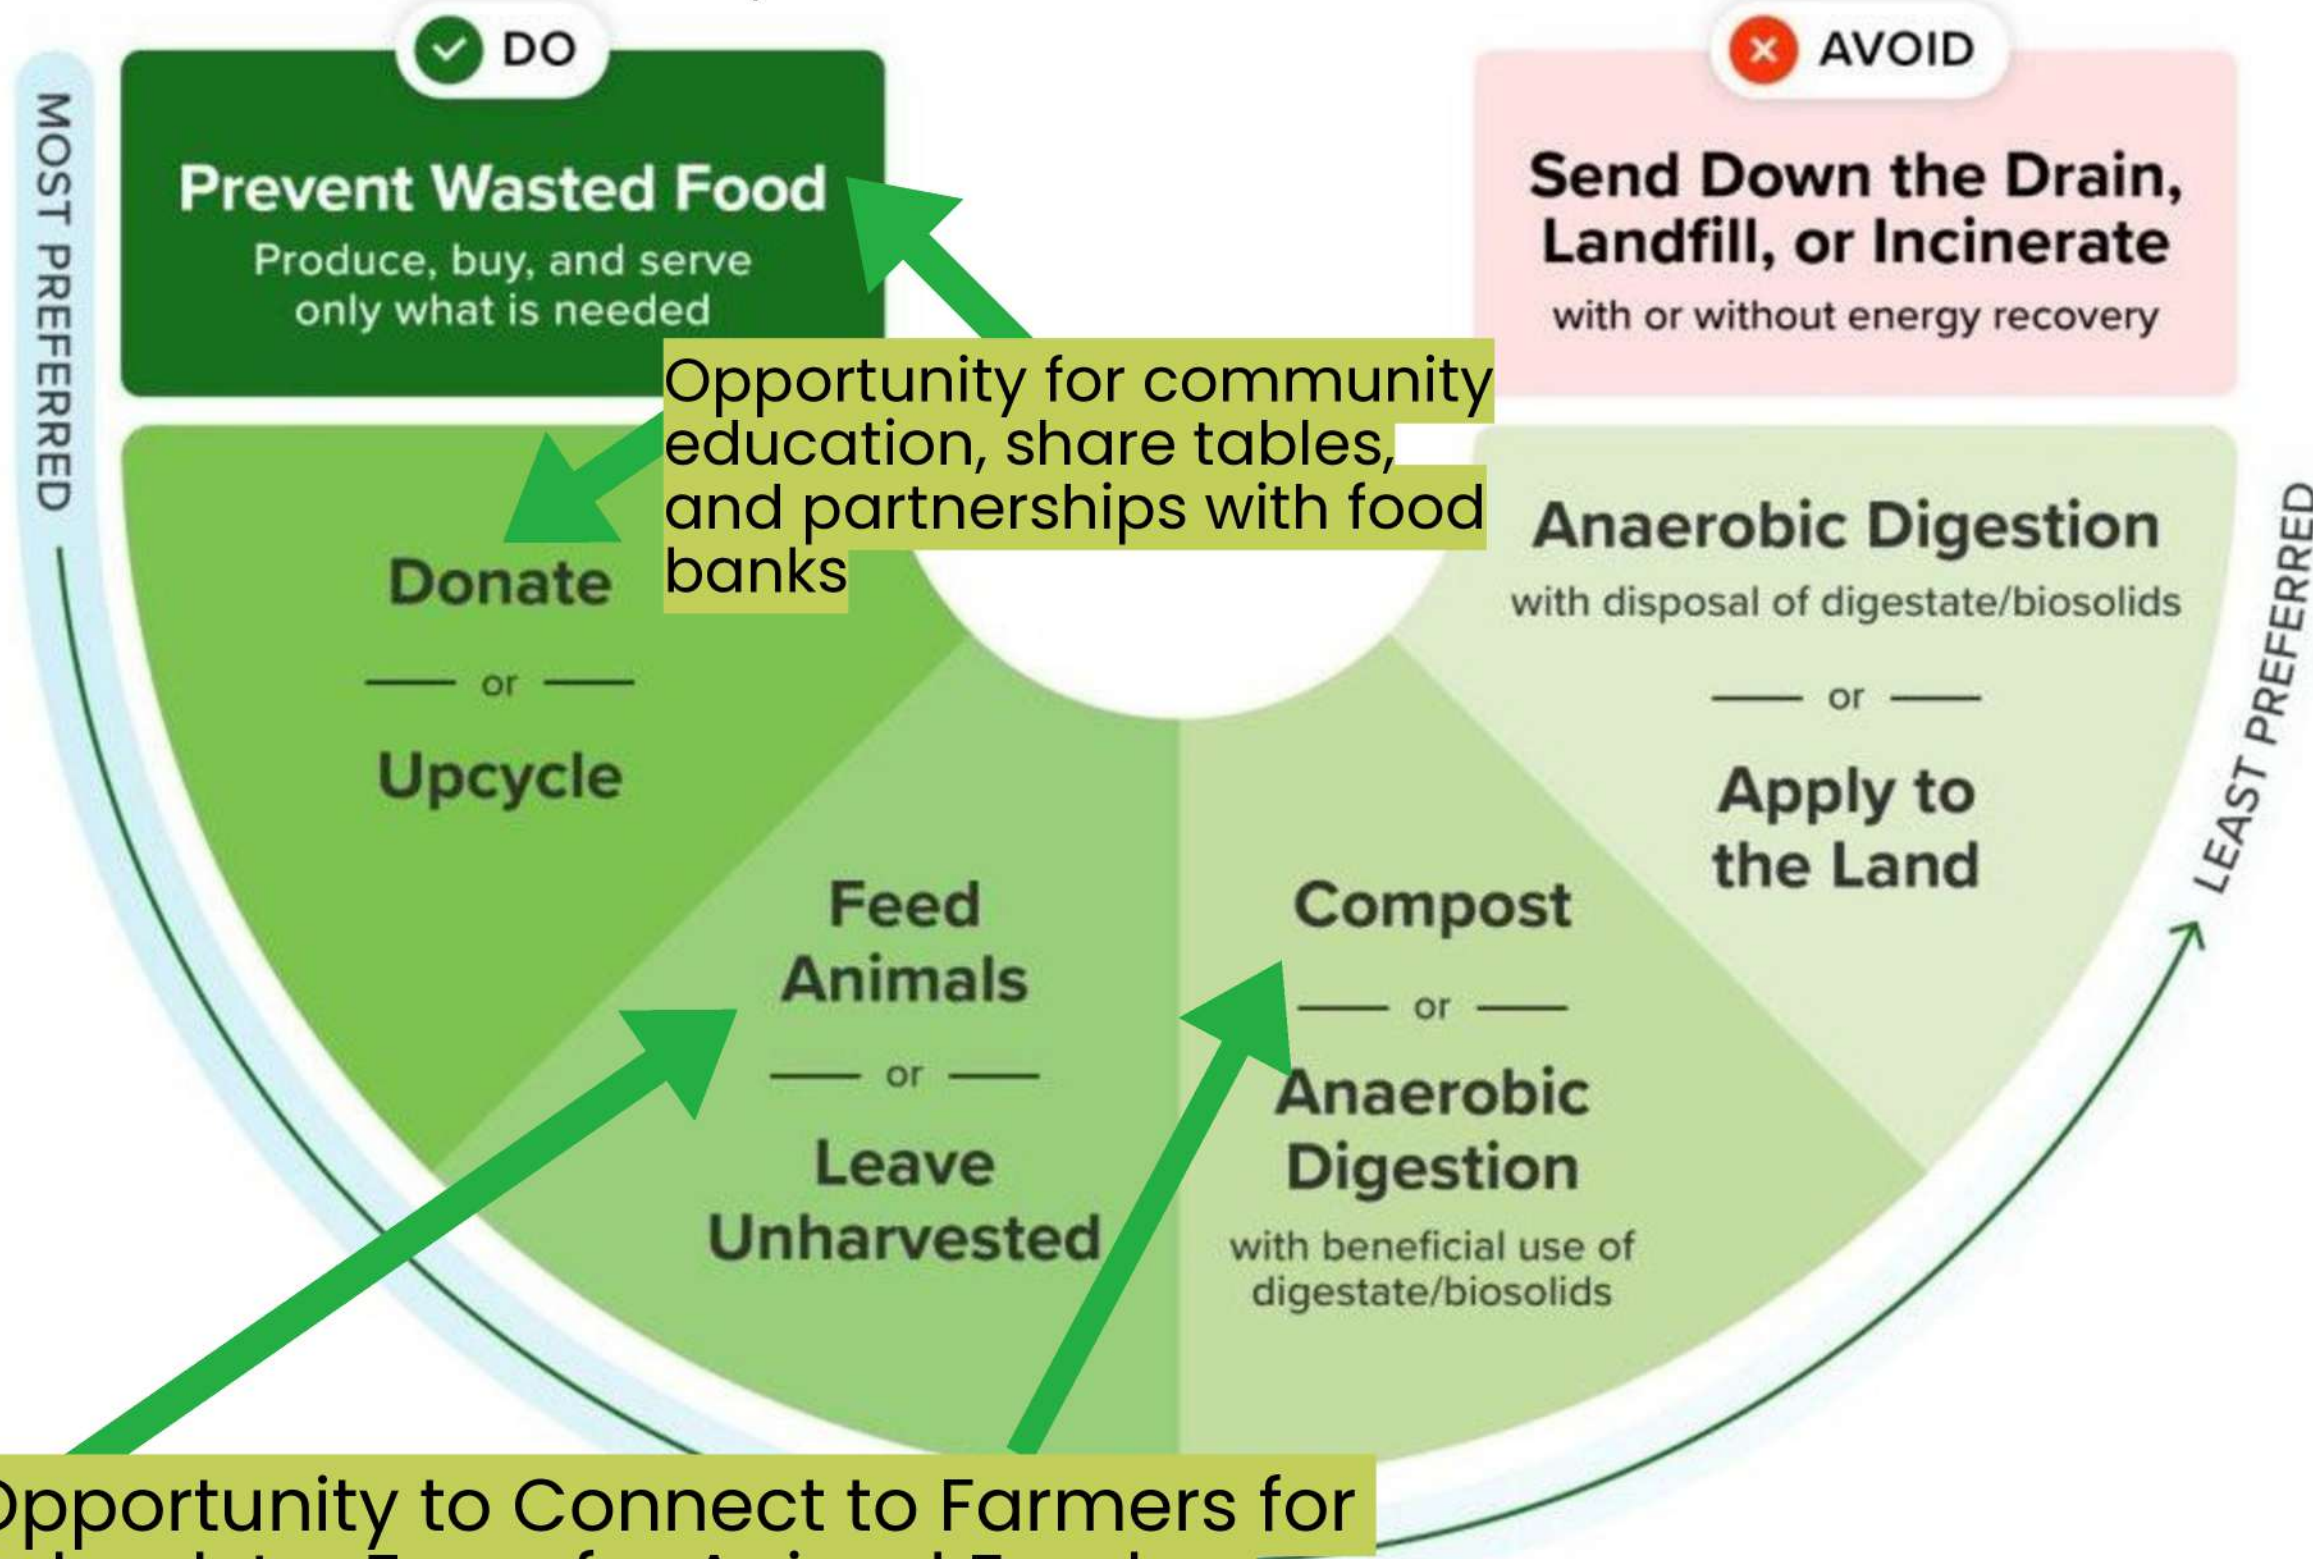 DO
Prevent Wasted Food
Produce, buy, and serve
only what is needed
AVOID
Send Down the Drain,
Landfill, or Incinerate
with or without energy recovery
MOST PREFERRED
Opportunity for community
education, share tables,
and partnerships with food
banks
Donate
or
Upcycle
Feed
Animals
or
Leave
Unharvested
Compost
or
Anaerobic
Digestion
with beneficial use of
digestate/biosolids
Anaerobic Digestion
with disposal of digestate/biosolids
or
Apply to
the Land
LEAST PREFERRED
Opportunity to Connect to Farmers for
for Animal